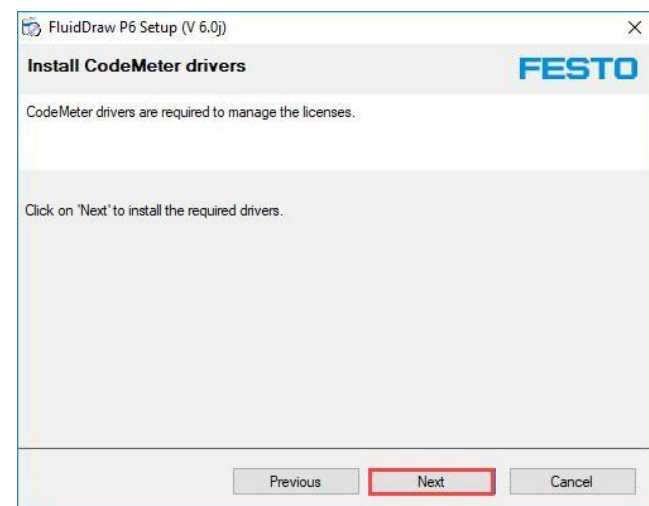 FluidDraw P6 Setup (V 6.0j)
Install CodeMeter drivers
FESTO
CodeMeter drivers are required to manage the licenses.
Click on 'Next' to install the required drivers.
Previous
Next
Cancel